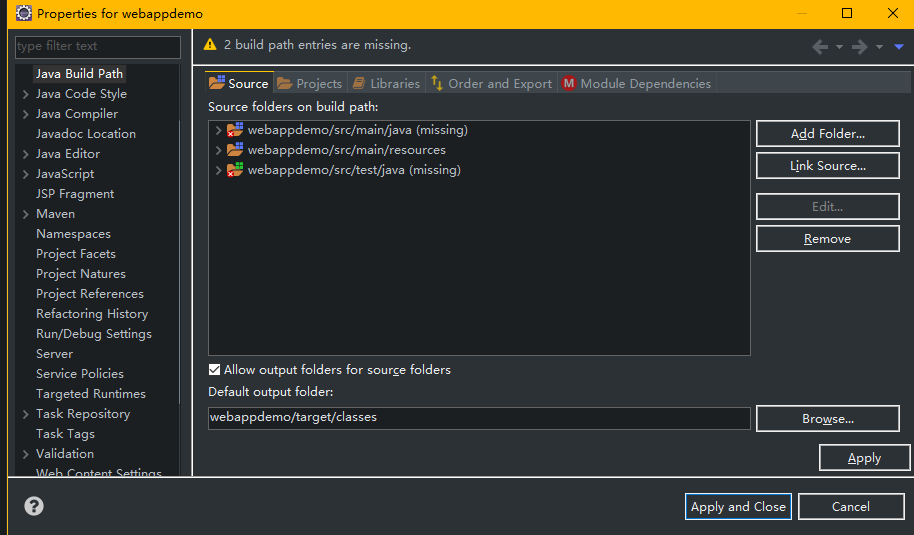 Properties for webappdemo
type filter text
Java Build Path
Java Code Style
Java Compiler
Javadoc Location
Java Editor
JavaScript
JSP Fragment
Maven
Namespaces
Project Facets
Project Natures
Project References
Refactoring History
Run/Debug Settings
Server
Service Policies
Targeted Runtimes
Task Repository
Task Tags
Validation
Web Content Settings
2 build path entries are missing.
Source
Projects
Libraries
Order and Export
M Module Dependencies
Source folders on build path:
webappdemo/src/main/java (missing)
webappdemo/src/main/resources
webappdemo/src/test/java (missing)
Add Folder...
Link Source...
Edit...
Remove
Allow output folders for source folders
Default output folder:
webappdemo/target/classes
Browse...
Apply
?
Apply and Close
Cancel